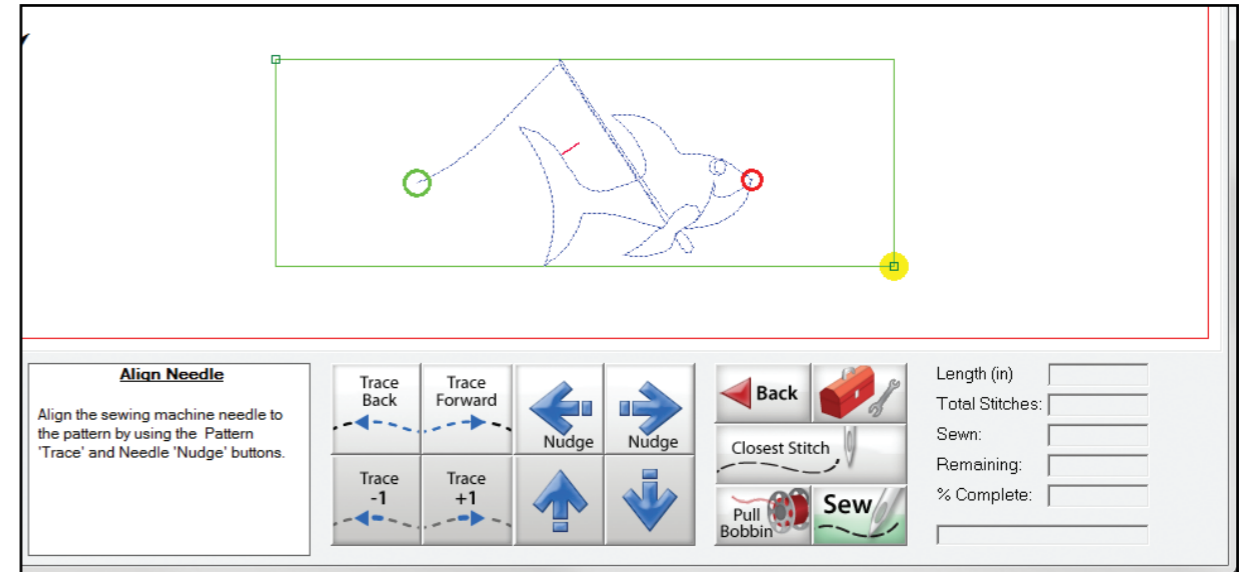 Align Needle
Align the sewing machine needle to
the pattern by using the Pattern
'Trace' and Needle 'Nudge' buttons.
Trace
Back
Trace
Forward
Nudge
Nudge
Trace
-1
Trace
+1
Back
Closest Stitch
Pull
Bobbin
Sew
Length (in)
Total Stitches:
Sewn:
Remaining:
% Complete: